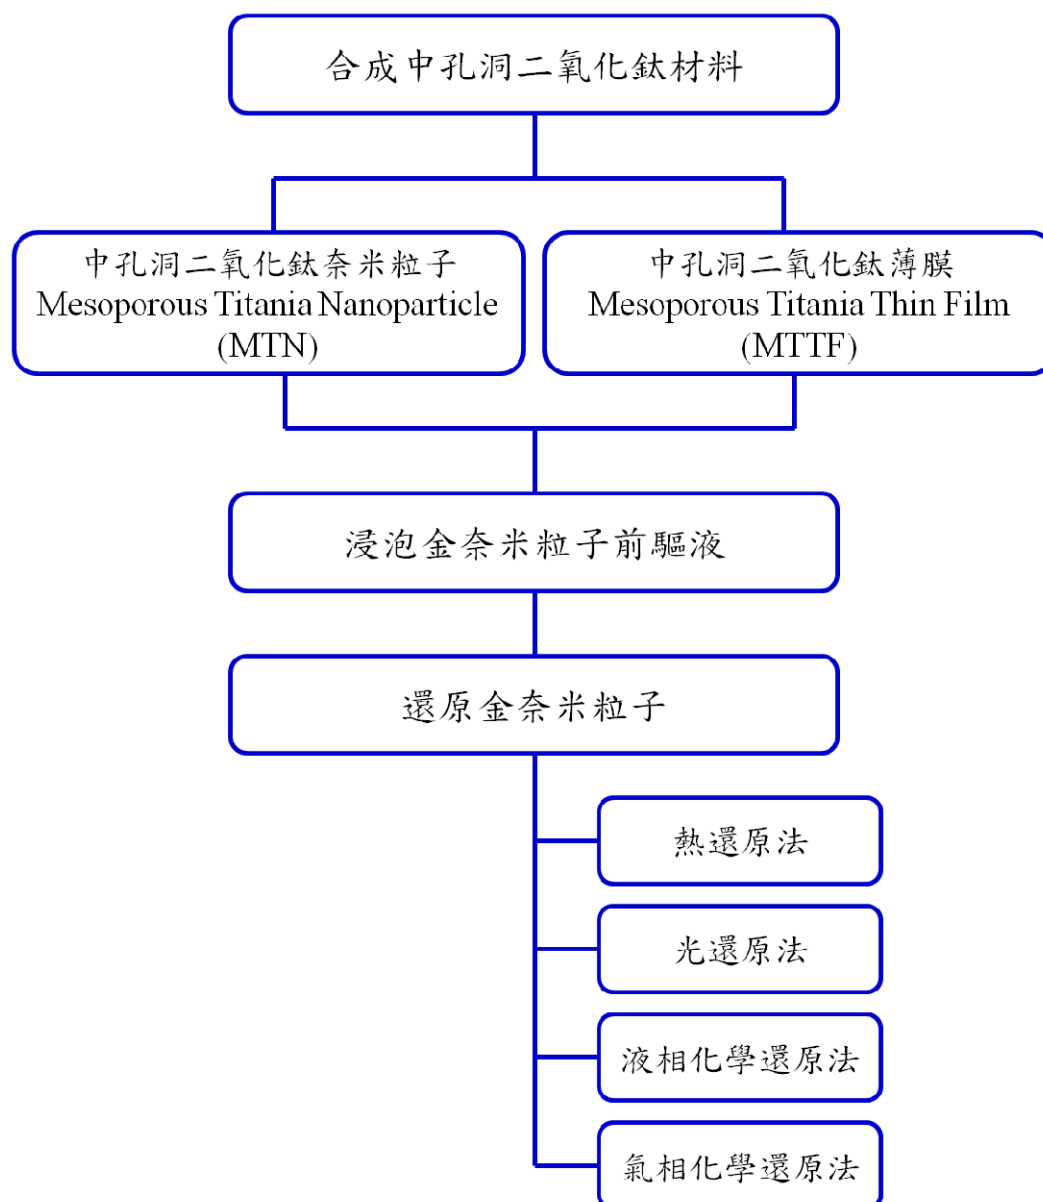 合成中孔洞二氧化鈦材料
中孔洞二氧化鈦奈米粒子
Mesoporous Titania Nanoparticle
(MTN)
中孔洞二氧化鈦薄膜
Mesoporous Titania Thin Film
(MTTF)
浸泡金奈米粒子前驅液
還原金奈米粒子
熱還原法
光還原法
液相化學還原法
氣相化學還原法